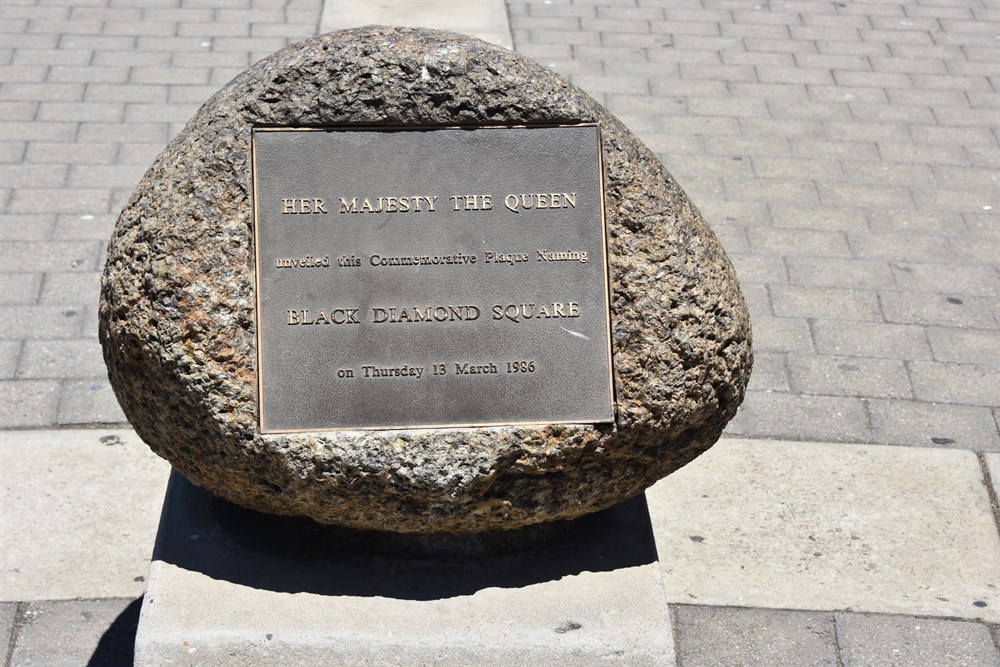 HER MAJESTY THE QUEEN
unveiled this Commemorative Plaque Naming
BLACK DIAMOND SQUARE
on Thursday 13 March 1986